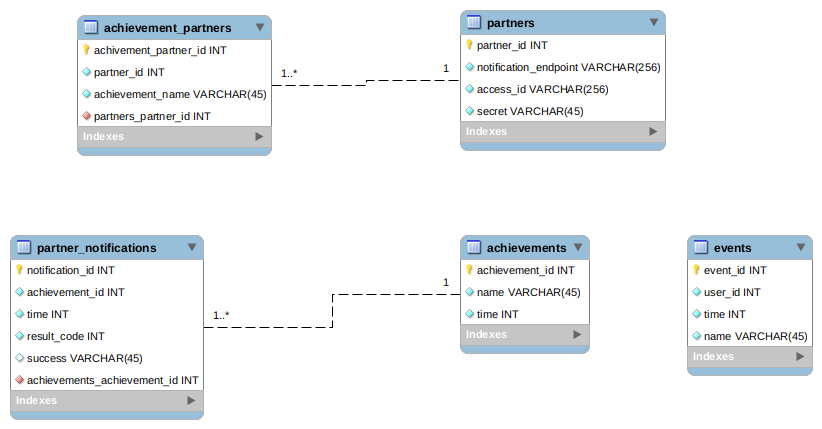 achievement_partners
achivement_partner_id INT
partner_id INT
achievement_name VARCHAR(45)
partners_partner_id INT
Indexes
1..*
1
partners
partner_id INT
notification_endpoint VARCHAR(256)
access_id VARCHAR(256)
secret VARCHAR(45)
Indexes
partner_notifications
notification_id INT
achievement_id INT
time INT
result_code INT
success VARCHAR(45)
achievements_achievement_id INT
Indexes
1..*
1
achievements
achievement_id INT
name VARCHAR(45)
time INT
Indexes
events
event_id INT
user_id INT
time INT
name VARCHAR(45)
Indexes